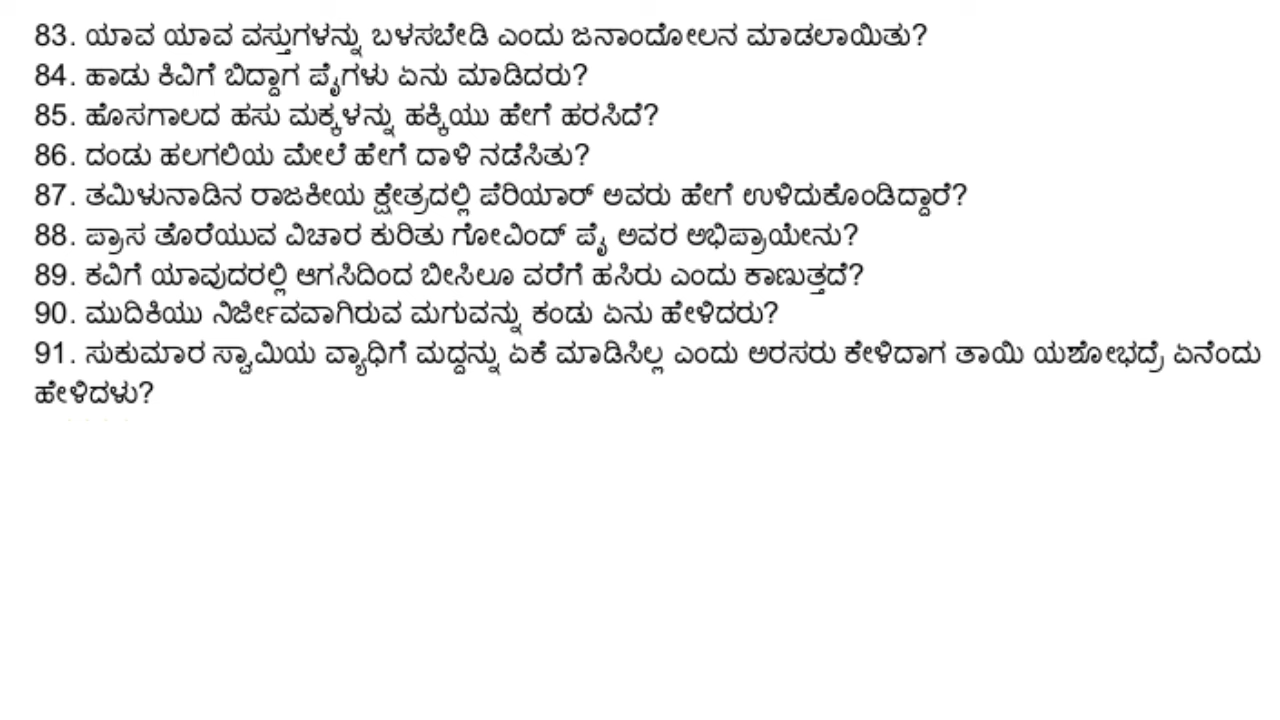 83. ಯಾವ ಯಾವ ವಸ್ತುಗಳನ್ನು ಬಳಸಬೇಡಿ ಎಂದು ಜನಾಂದೋಲನ ಮಾಡಲಾಯಿತು?
84. ಹಾಡು ಕಿವಿಗೆ ಬಿದ್ದಾಗ ಪೈಗಳು ಏನು ಮಾಡಿದರು?
85. ಹೊಸಗಾಲದ ಹಸು ಮಕ್ಕಳನ್ನು ಹಕ್ಕಿಯು ಹೇಗೆ ಹರಸಿದೆ?
86. ದಂಡು ಹಲಗಲಿಯ ಮೇಲೆ ಹೇಗೆ ದಾಳಿ ನಡೆಸಿತು?
87. ತಮಿಳುನಾಡಿನ ರಾಜಕೀಯ ಕ್ಷೇತ್ರದಲ್ಲಿ ಪೆರಿಯಾರ್ ಅವರು ಹೇಗೆ ಉಳಿದುಕೊಂಡಿದ್ದಾರೆ?
88. ಪ್ರಾಸ ತೊರೆಯುವ ವಿಚಾರ ಕುರಿತು ಗೋವಿಂದ್ ಪೈ ಅವರ ಅಭಿಪ್ರಾಯೇನು?
89. ಕವಿಗೆ ಯಾವುದರಲ್ಲಿ ಆಗಸಿದಿಂದ ಬೀಸಿಲೂ ವರೆಗೆ ಹಸಿರು ಎಂದು ಕಾಣುತ್ತದೆ?
90. ಮುದಿಕಿಯು ನಿರ್ಜೀವವಾಗಿರುವ ಮಗುವನ್ನು ಕಂಡು ಏನು ಹೇಳಿದರು?
91. ಸುಕುಮಾರ ಸ್ವಾಮಿಯ ವ್ಯಾಧಿಗೆ ಮದ್ದನ್ನು ಏಕೆ ಮಾಡಿಸಿಲ್ಲ ಎಂದು ಅರಸರು ಕೇಳಿದಾಗ ತಾಯಿ ಯಶೋಭದ್ರೆ ಏನೆಂದು
ಹೇಳಿದಳು?